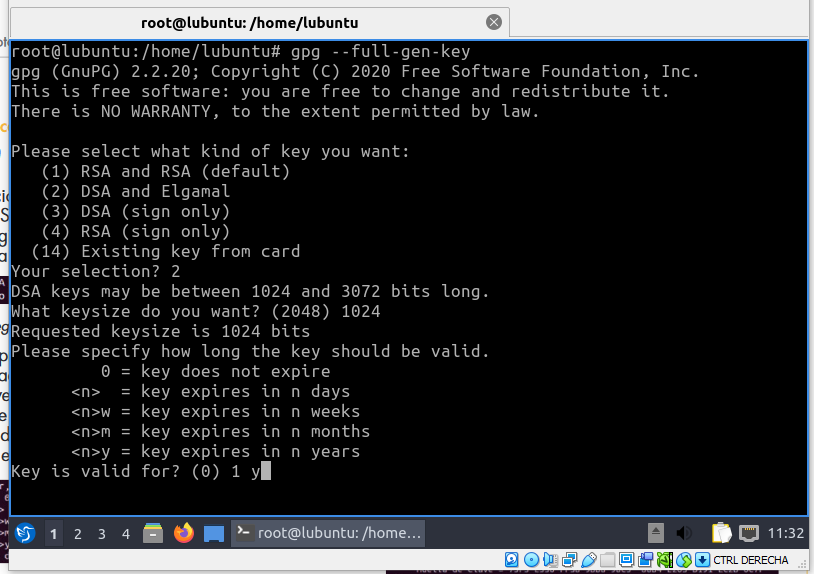 root@lubuntu: /home/lubuntu
root@lubuntu:/home/lubuntu# gpg --full-gen-key
gpg (GnuPG) 2.2.20; Copyright (C) 2020 Free Software Foundation, Inc.
This is free software: you are free to change and redistribute it.
There is NO WARRANTY, to the extent permitted by law.
Please select what kind of key you want:
(1) RSA and RSA (default)
(2) DSA and Elgamal
(3) DSA (sign only)
(4) RSA (sign only)
(14) Existing key from card
Your selection? 2
DSA keys may be between 1024 and 3072 bits long.
What keysize do you want? (2048) 1024
Requested keysize is 1024 bits
Please specify how long the key should be valid.
0 = key does not expire
<n>  = key expires in n days
<n>w = key expires in n weeks
<n>m = key expires in n months
<n>y = key expires in n years
Key is valid for? (0) 1 y
1 2 3 4 root@lubuntu: /home... 11:32
CTRL DERECHA